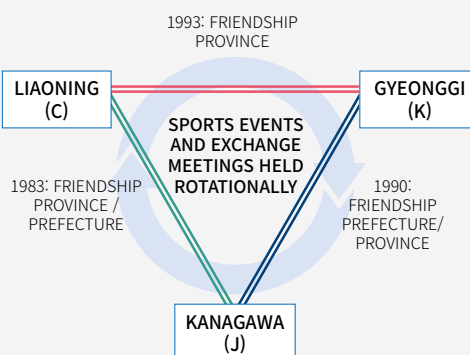 1993: FRIENDSHIP
PROVINCE
LIAONING
(C)
GYEONGGI
(K)
SPORTS EVENTS
AND EXCHANGE
MEETINGS HELD
ROTATIONALLY
1983: FRIENDSHIP
PROVINCE /
PREFECTURE
1990:
FRIENDSHIP
PREFECTURE/
PROVINCE
KANAGAWA
(J)